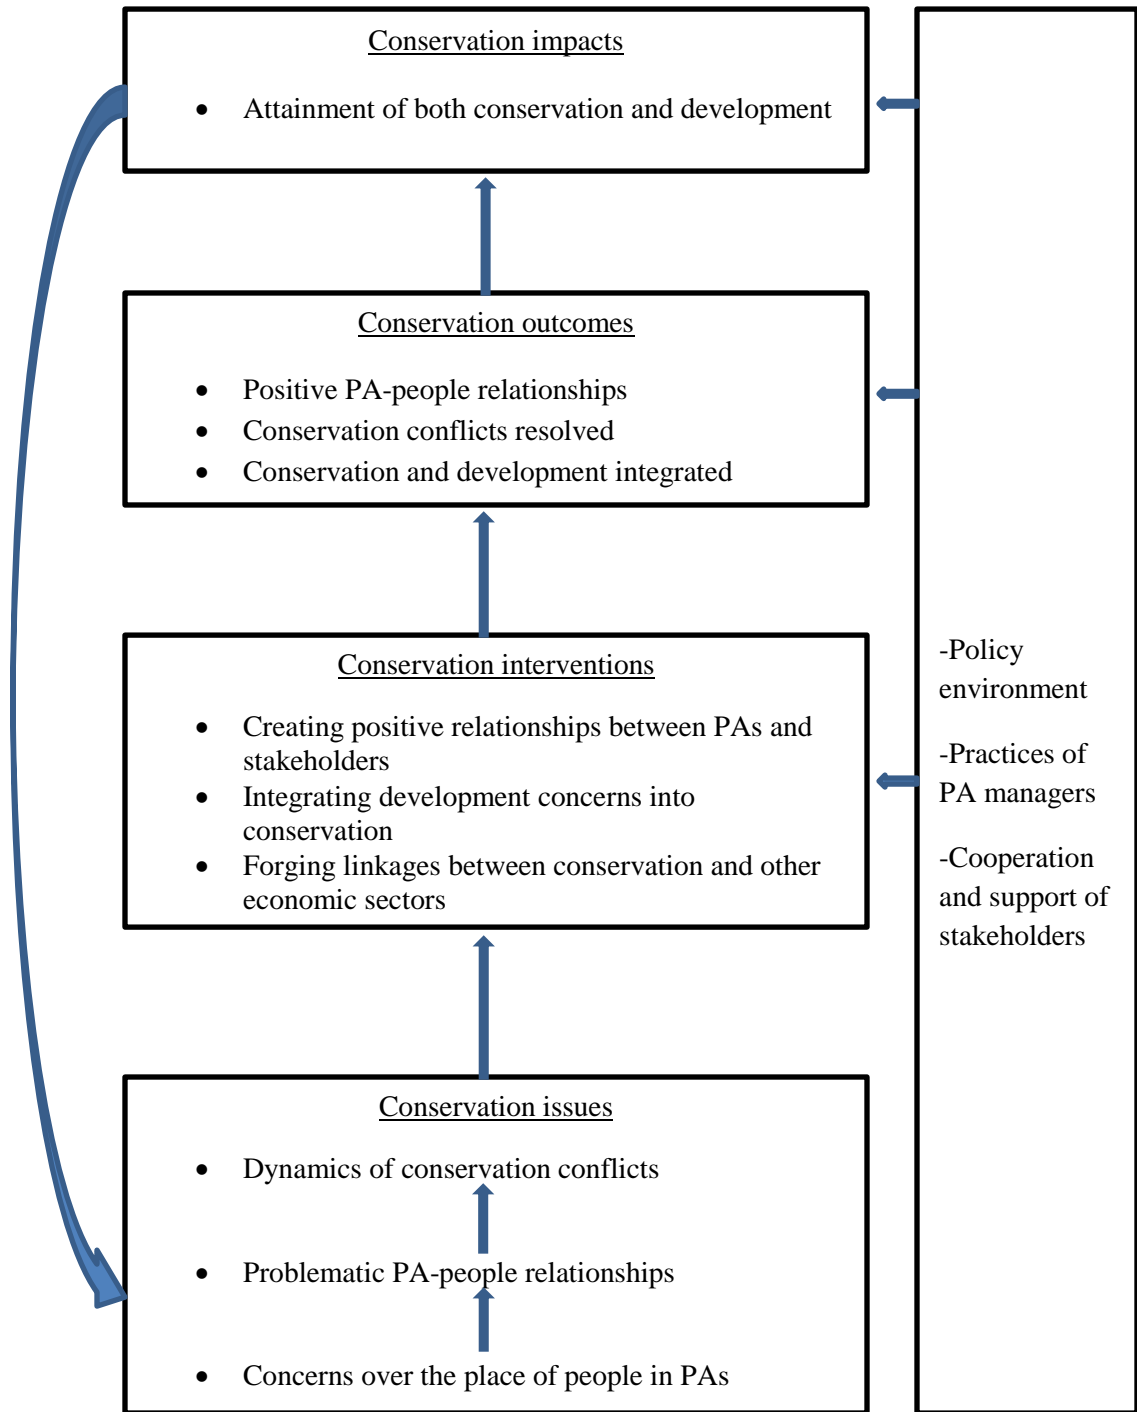 Conservation impacts
• Attainment of both conservation and development
Conservation outcomes
• Positive PA-people relationships
• Conservation conflicts resolved
• Conservation and development integrated
Conservation interventions
• Creating positive relationships between PAs and
stakeholders
• Integrating development concerns into
conservation
• Forging linkages between conservation and other
economic sectors
Conservation issues
• Dynamics of conservation conflicts
• Problematic PA-people relationships
• Concerns over the place of people in PAs
-Policy
environment
-Practices of
PA managers
-Cooperation
and support of
stakeholders